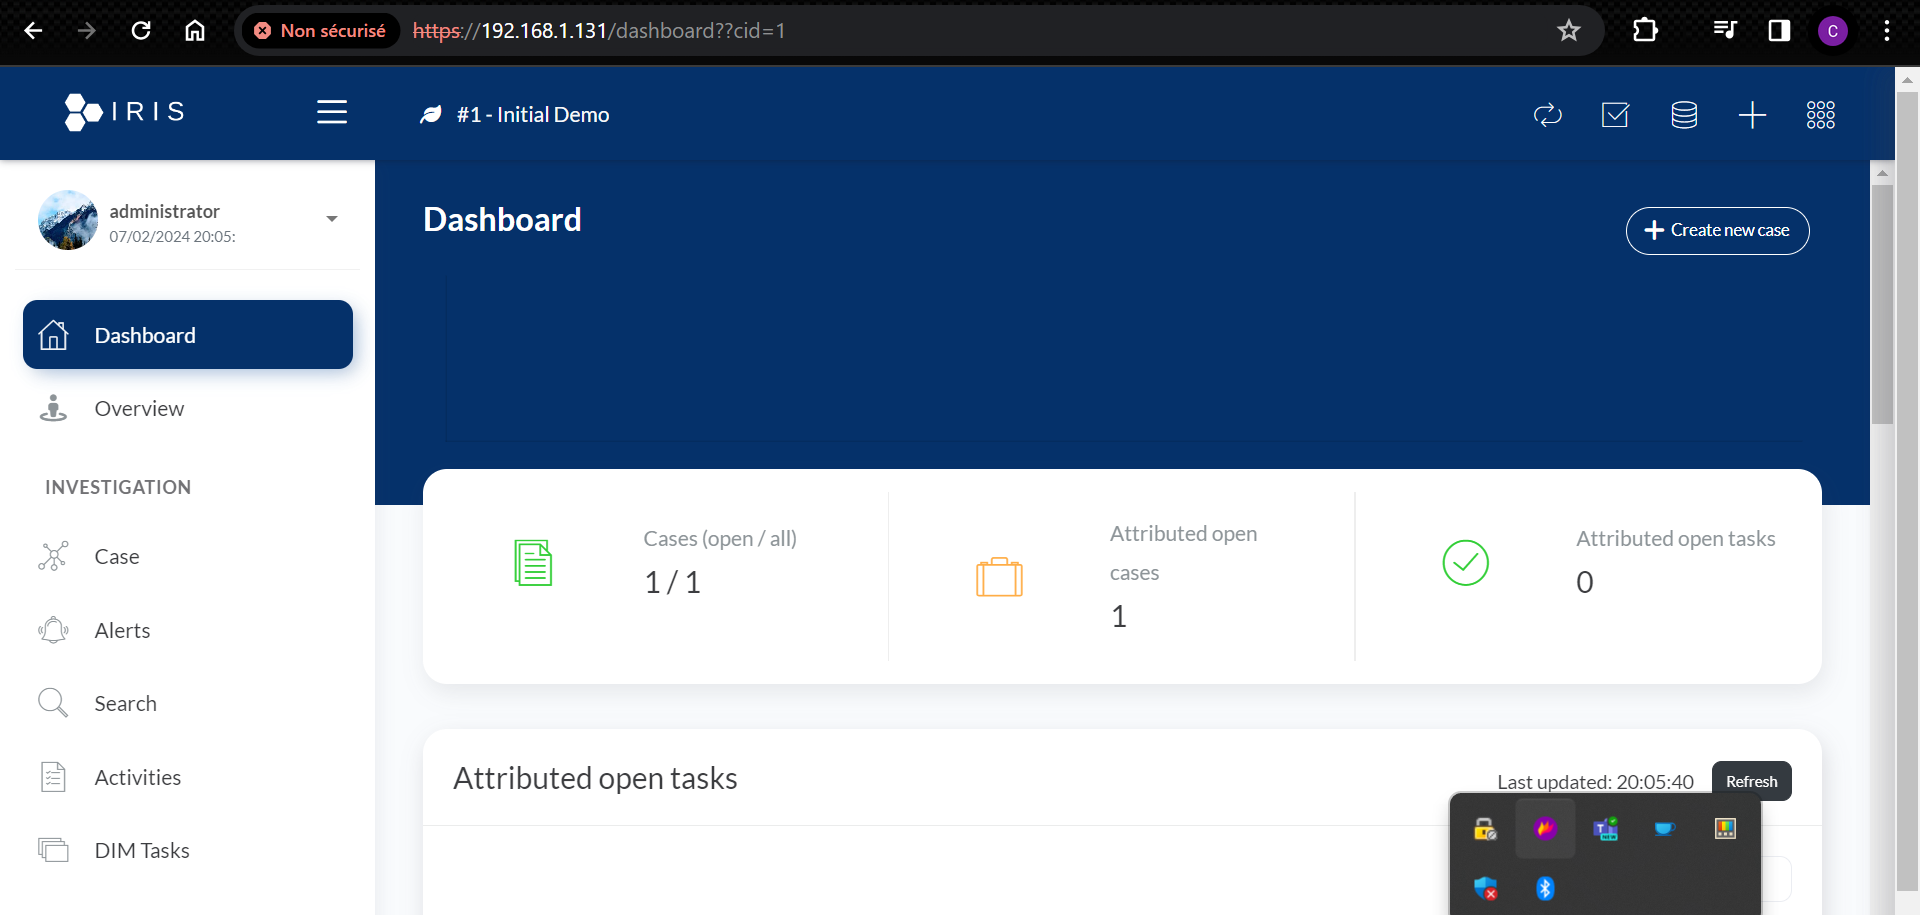 Non sécurisé https://192.168.1.131/dashboard??cid=1
C
IRIS
#1 - Initial Demo
administrator
07/02/2024 20:05:
Dashboard
Create new case
Dashboard
Overview
INVESTIGATION
Case
Alerts
Search
Activities
DIM Tasks
Cases (open / all)
1 / 1
Attributed open
cases
1
Attributed open tasks
0
Attributed open tasks
Last updated: 20:05:40
Refresh